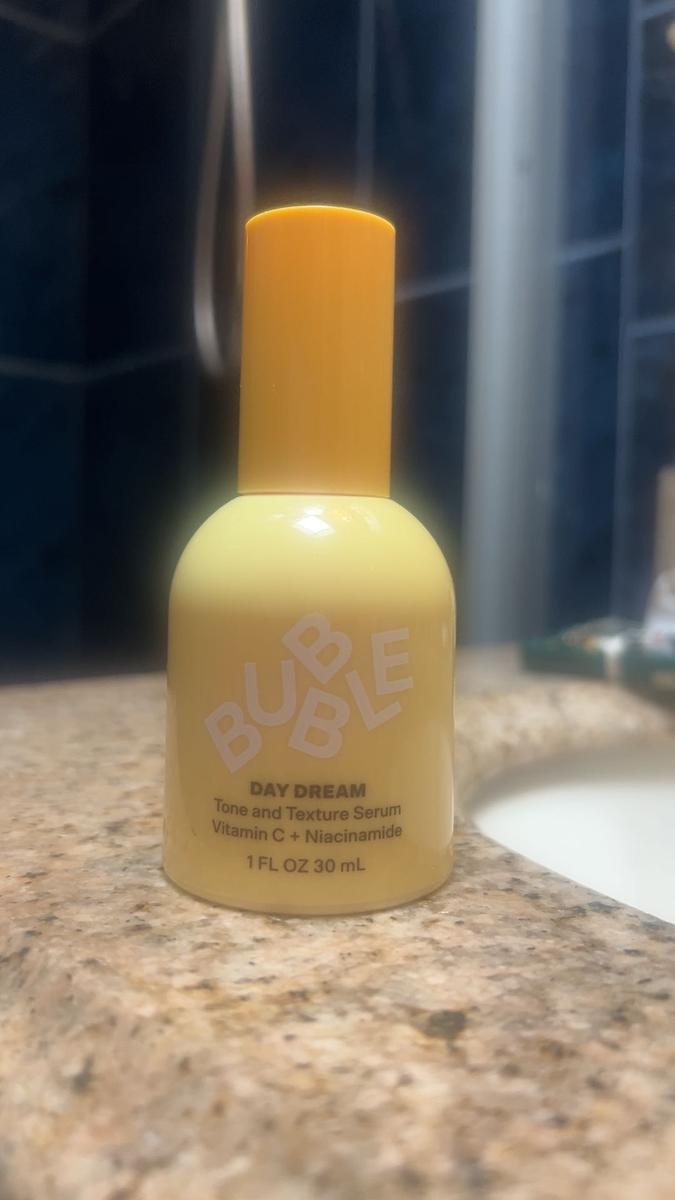 BUBBLE
DAY DREAM
Tone and Texture Serum
Vitamin C + Niacinamide
1 FL OZ 30 mL